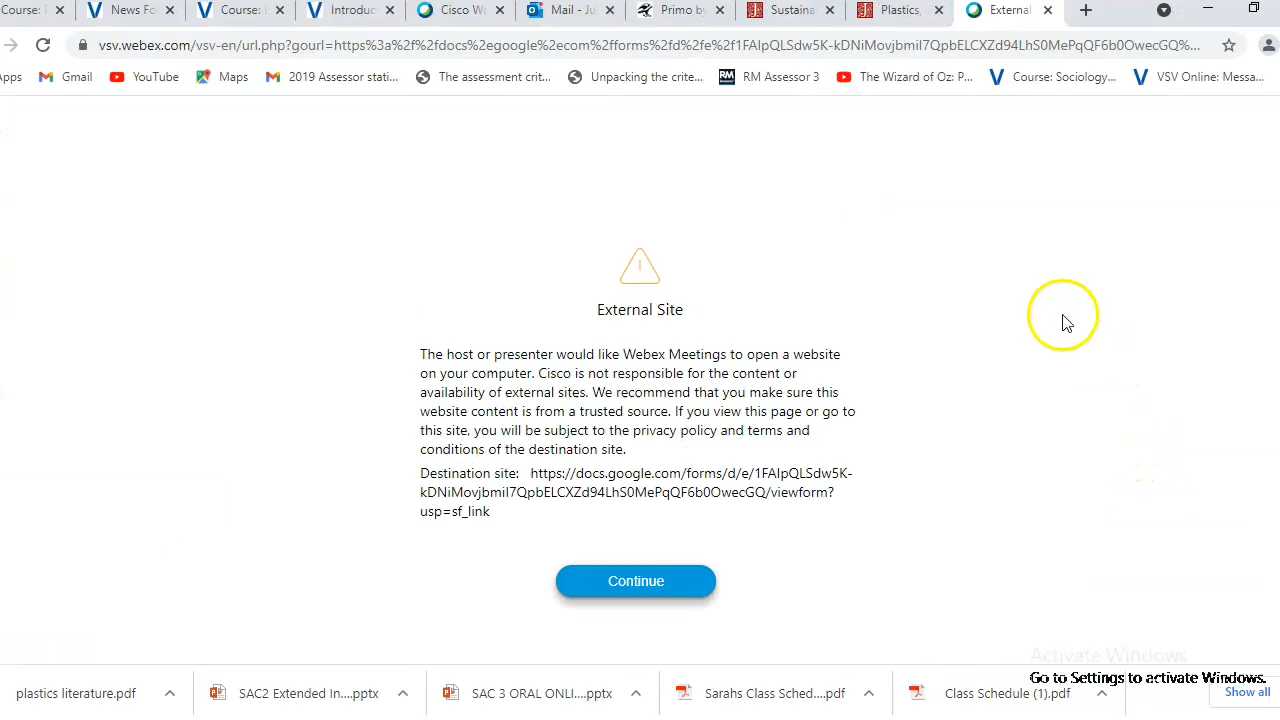 Course: F News Fo Course: F Introduc Cisco We Mail - Ju Primo by Sustaina Plastics, External
vsv.webex.com/vsv-en/url.php?gourl=https%3a%2f%2fdocs%2egoogle%2ecom%2fforms%2fd%2fe%2f1FAIpQLSdw5K-kDNiMovjbmiI7QpbELCXZd94LhS0MePqQF6b0OwecGQ%...
Apps Gmail YouTube Maps 2019 Assessor stati... The assessment crit... Unpacking the crite... RM Assessor 3 The Wizard of Oz: P... Course: Sociology... VSV Online: Messa...
External Site
The host or presenter would like Webex Meetings to open a website
on your computer. Cisco is not responsible for the content or
availability of external sites. We recommend that you make sure this
website content is from a trusted source. If you view this page or go to
this site, you will be subject to the privacy policy and terms and
conditions of the destination site.
Destination site: https://docs.google.com/forms/d/e/1FAIpQLSdw5K-
kDNiMovjbmiI7QpbELCXZd94LhS0MePqQF6b0OwecGQ/viewform?
usp=sf_link
Continue
Activate Windows
Go to Settings to activate Windows.
plastics literature.pdf SAC2 Extended In....pptx SAC 3 ORAL ONLI....pptx Sarahs Class Sched....pdf Class Schedule (1).pdf Show all